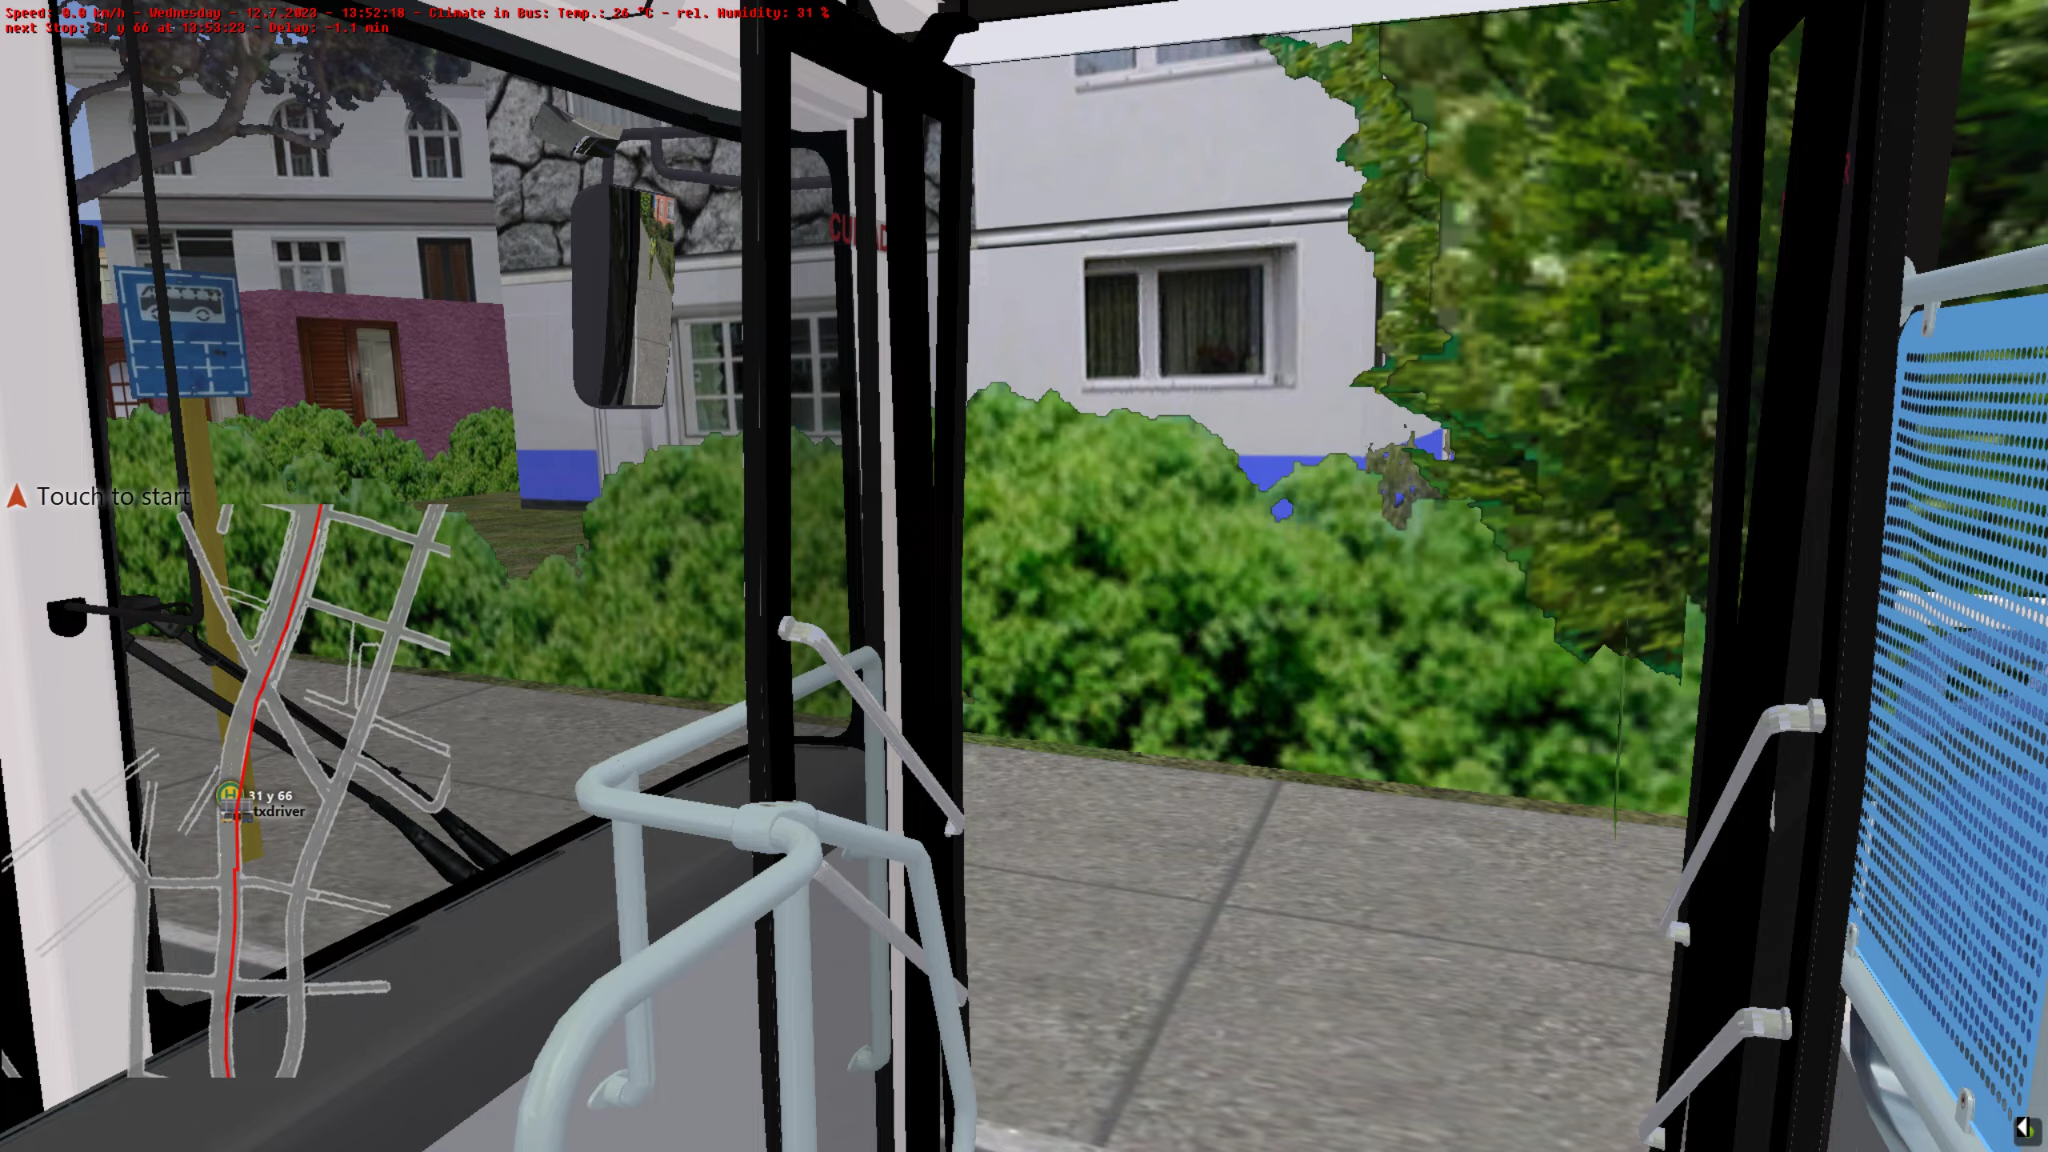 Speed: 0.0 km/h - Wednesday - 12.7.2023 - 13:52:18 - Climate in Bus: Temp.: 26 °C - rel. Humidity: 31 %
next Stop: 31 y 66 at 13:53:23 - Delay: -1.1 min
Touch to start
31 y 66
txdriver